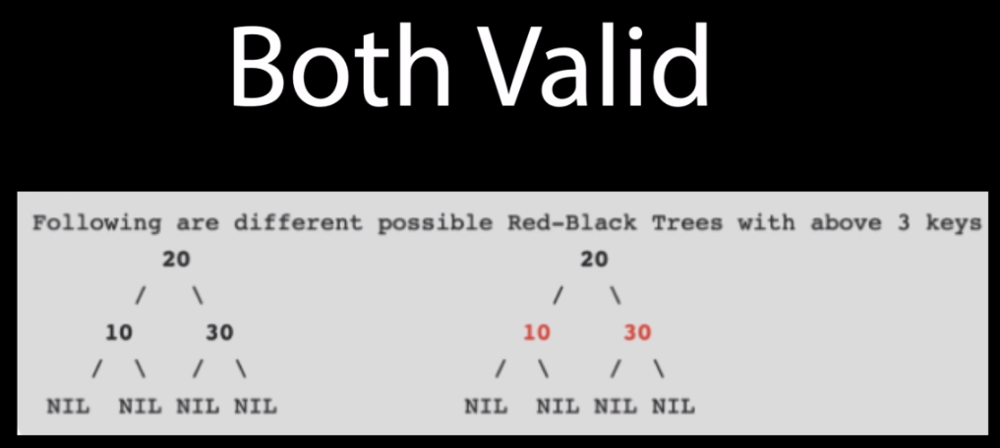 Both Valid
Following are different possible Red-Black Trees with above 3 keys
20 20
/ \ / \
10 30 10 30
/ \ / \ / \ / \
NIL NIL NIL NIL NIL NIL NIL NIL